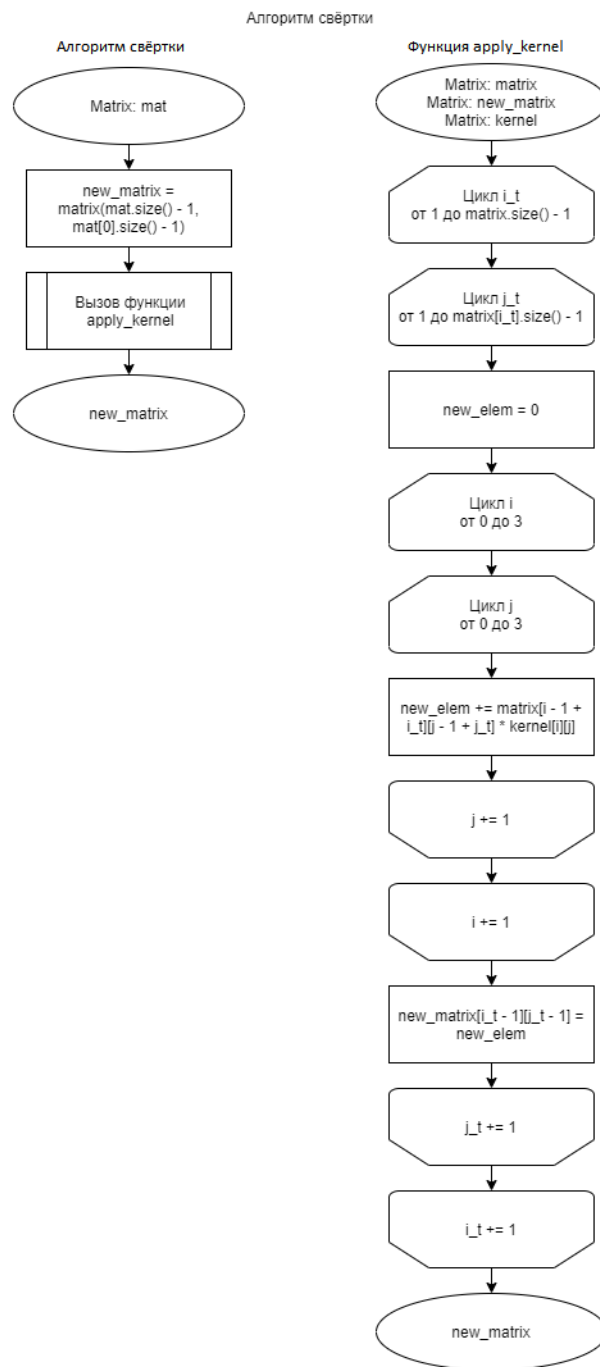 Алгоритм свёртки
Алгоритм свёртки
Matrix: mat
new_matrix =
matrix(mat.size() - 1,
mat[0].size() - 1)
Вызов функции
apply_kernel
new_matrix
Функция apply_kernel
Matrix: matrix
Matrix: new_matrix
Matrix: kernel
Цикл i_t
от 1 до matrix.size() - 1
Цикл j_t
от 1 до matrix[i_t].size() - 1
new_elem = 0
Цикл i
от 0 до 3
Цикл j
от 0 до 3
new_elem += matrix[i - 1 +
i_t][j - 1 + j_t] * kernel[i][j]
j += 1
i += 1
new_matrix[i_t - 1][j_t - 1] =
new_elem
j_t += 1
i_t += 1
new_matrix